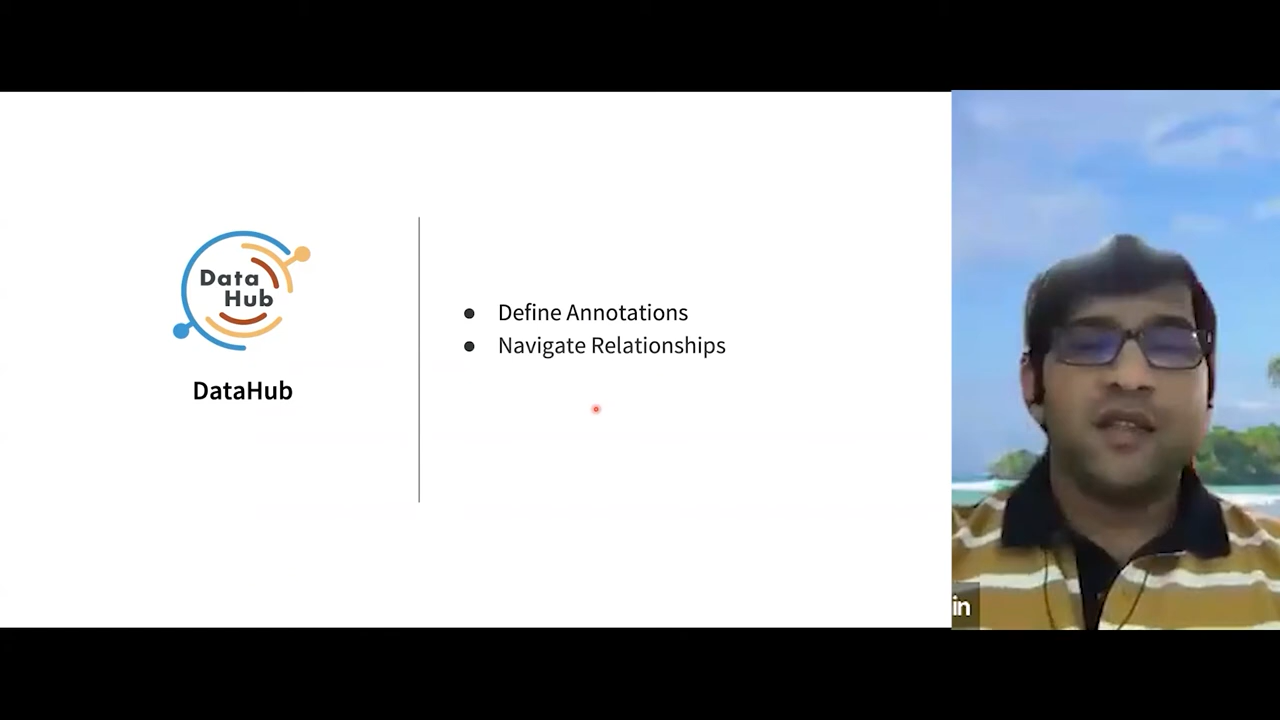 Data
Hub
DataHub
● Define Annotations
● Navigate Relationships
in